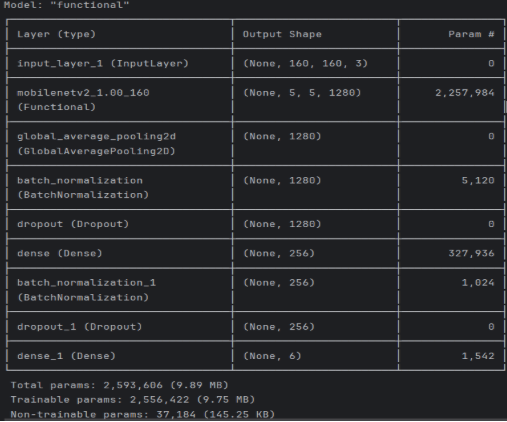 Model: "functional"
Layer (type) Output Shape Param #
input_layer_1 (InputLayer) (None, 160, 160, 3) 0
mobilenetv2_1.00_160 (None, 5, 5, 1280) 2,257,984
(Functional)
global_average_pooling2d (None, 1280) 0
(GlobalAveragePooling2D)
batch_normalization (None, 1280) 5,120
(BatchNormalization)
dropout (Dropout) (None, 1280) 0
dense (Dense) (None, 256) 327,936
batch_normalization_1 (None, 256) 1,024
(BatchNormalization)
dropout_1 (Dropout) (None, 256) 0
dense_1 (Dense) (None, 6) 1,542
Total params: 2,593,606 (9.89 MB)
Trainable params: 2,556,422 (9.75 MB)
Non-trainable params: 37,184 (145.25 KB)